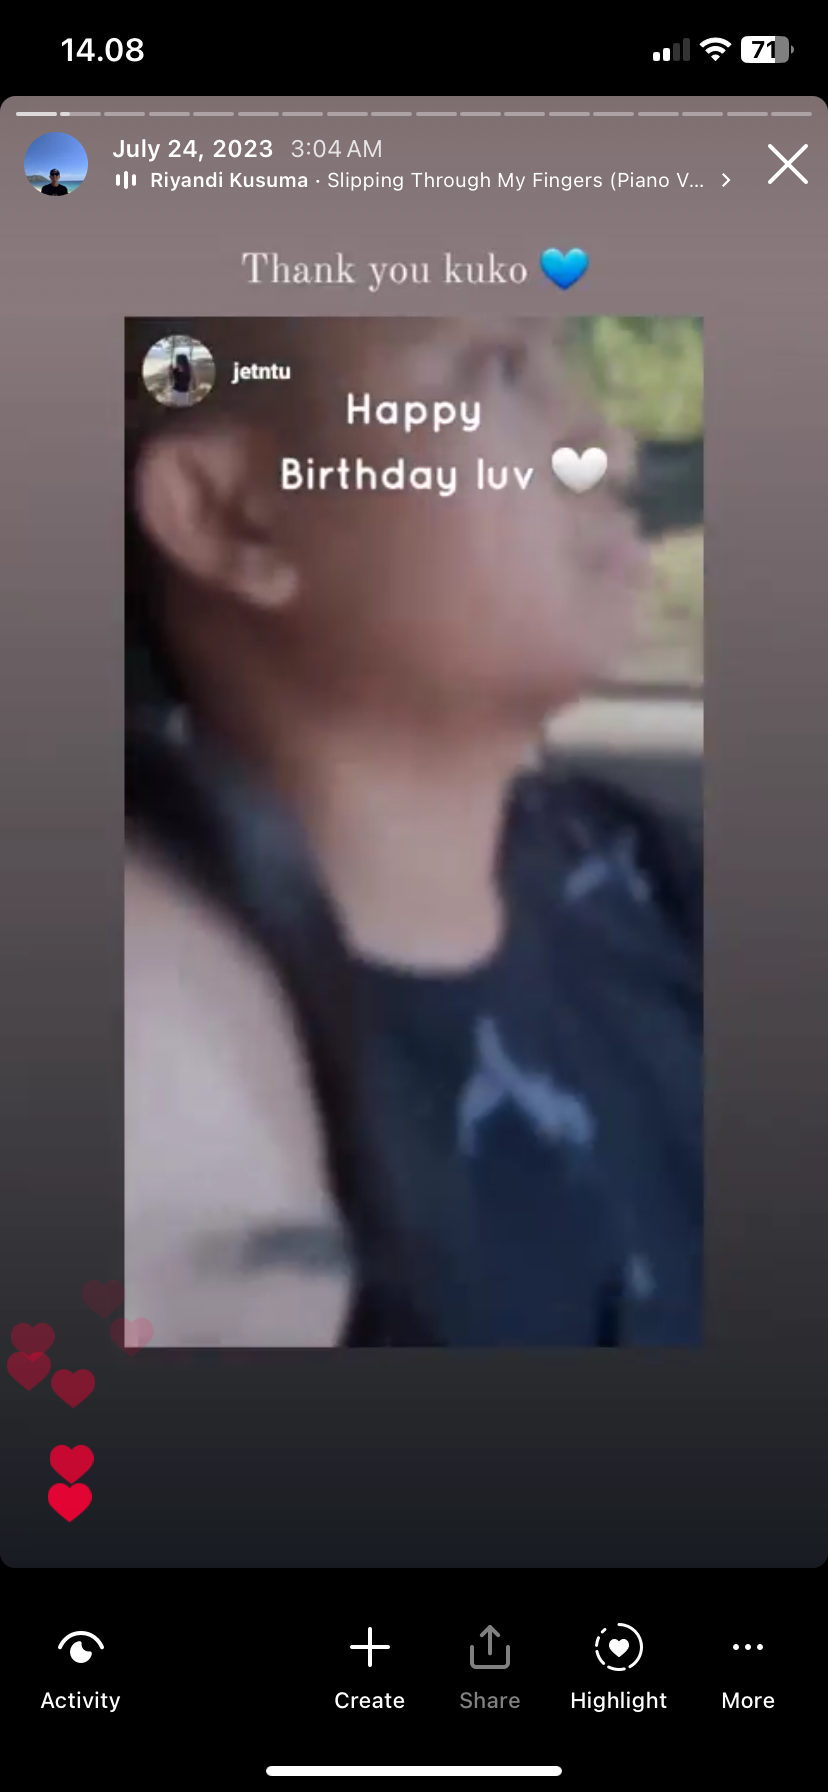 14.08
71
July 24, 2023 3:04 AM
Riyandi Kusuma · Slipping Through My Fingers (Piano V...
Thank you kuko 💙
jetntu
Happy
Birthday luv 🤍
Activity
Create
Share
Highlight
More